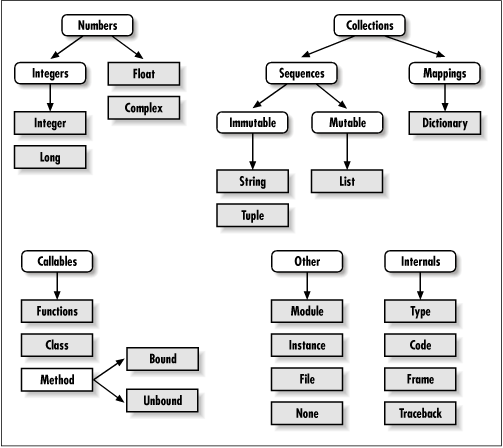 Numbers
Integers
Float
Integer
Complex
Long
Collections
Sequences
Mappings
Immutable
Mutable
Dictionary
String
List
Tuple
Callables
Functions
Class
Method
Bound
Unbound
Other
Module
Instance
File
None
Internals
Type
Code
Frame
Traceback